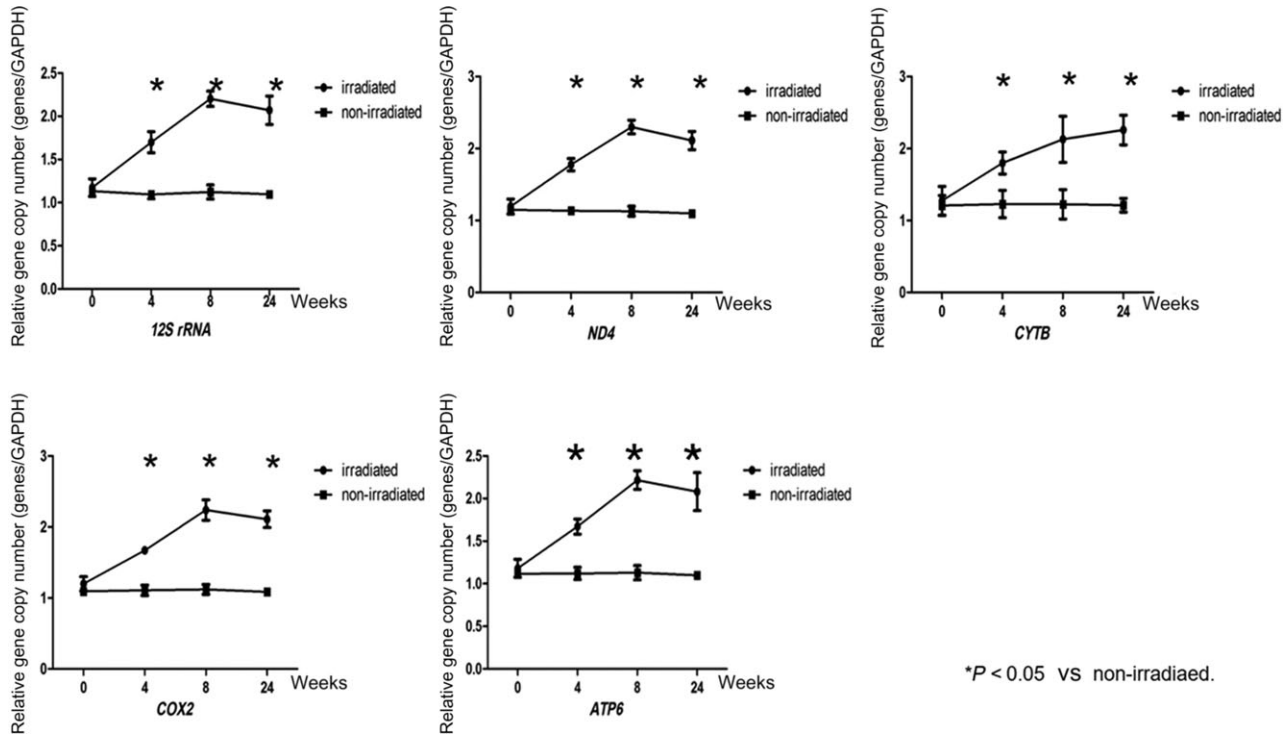 Relative gene copy number (genes/GAPDH)
2.5
2.0
1.5
1.0
0.5
0.0
* * *
irradiated
non-irradiated
0 4 8 24 Weeks
12S rRNA
Relative gene copy number (genes/GAPDH)
3
2
1
0
* * *
irradiated
non-irradiated
0 4 8 24 Weeks
ND4
Relative gene copy number (genes/GAPDH)
3
2
1
0
* * *
irradiated
non-irradiated
0 4 8 24 Weeks
CYTB
Relative gene copy number (genes/GAPDH)
3
2
1
0
* * *
irradiated
non-irradiated
0 4 8 24 Weeks
COX2
Relative gene copy number (genes/GAPDH)
2.5
2.0
1.5
1.0
0.5
0.0
* * *
irradiated
non-irradiated
0 4 8 24 Weeks
ATP6
*P < 0.05 vs non-irradiaed.